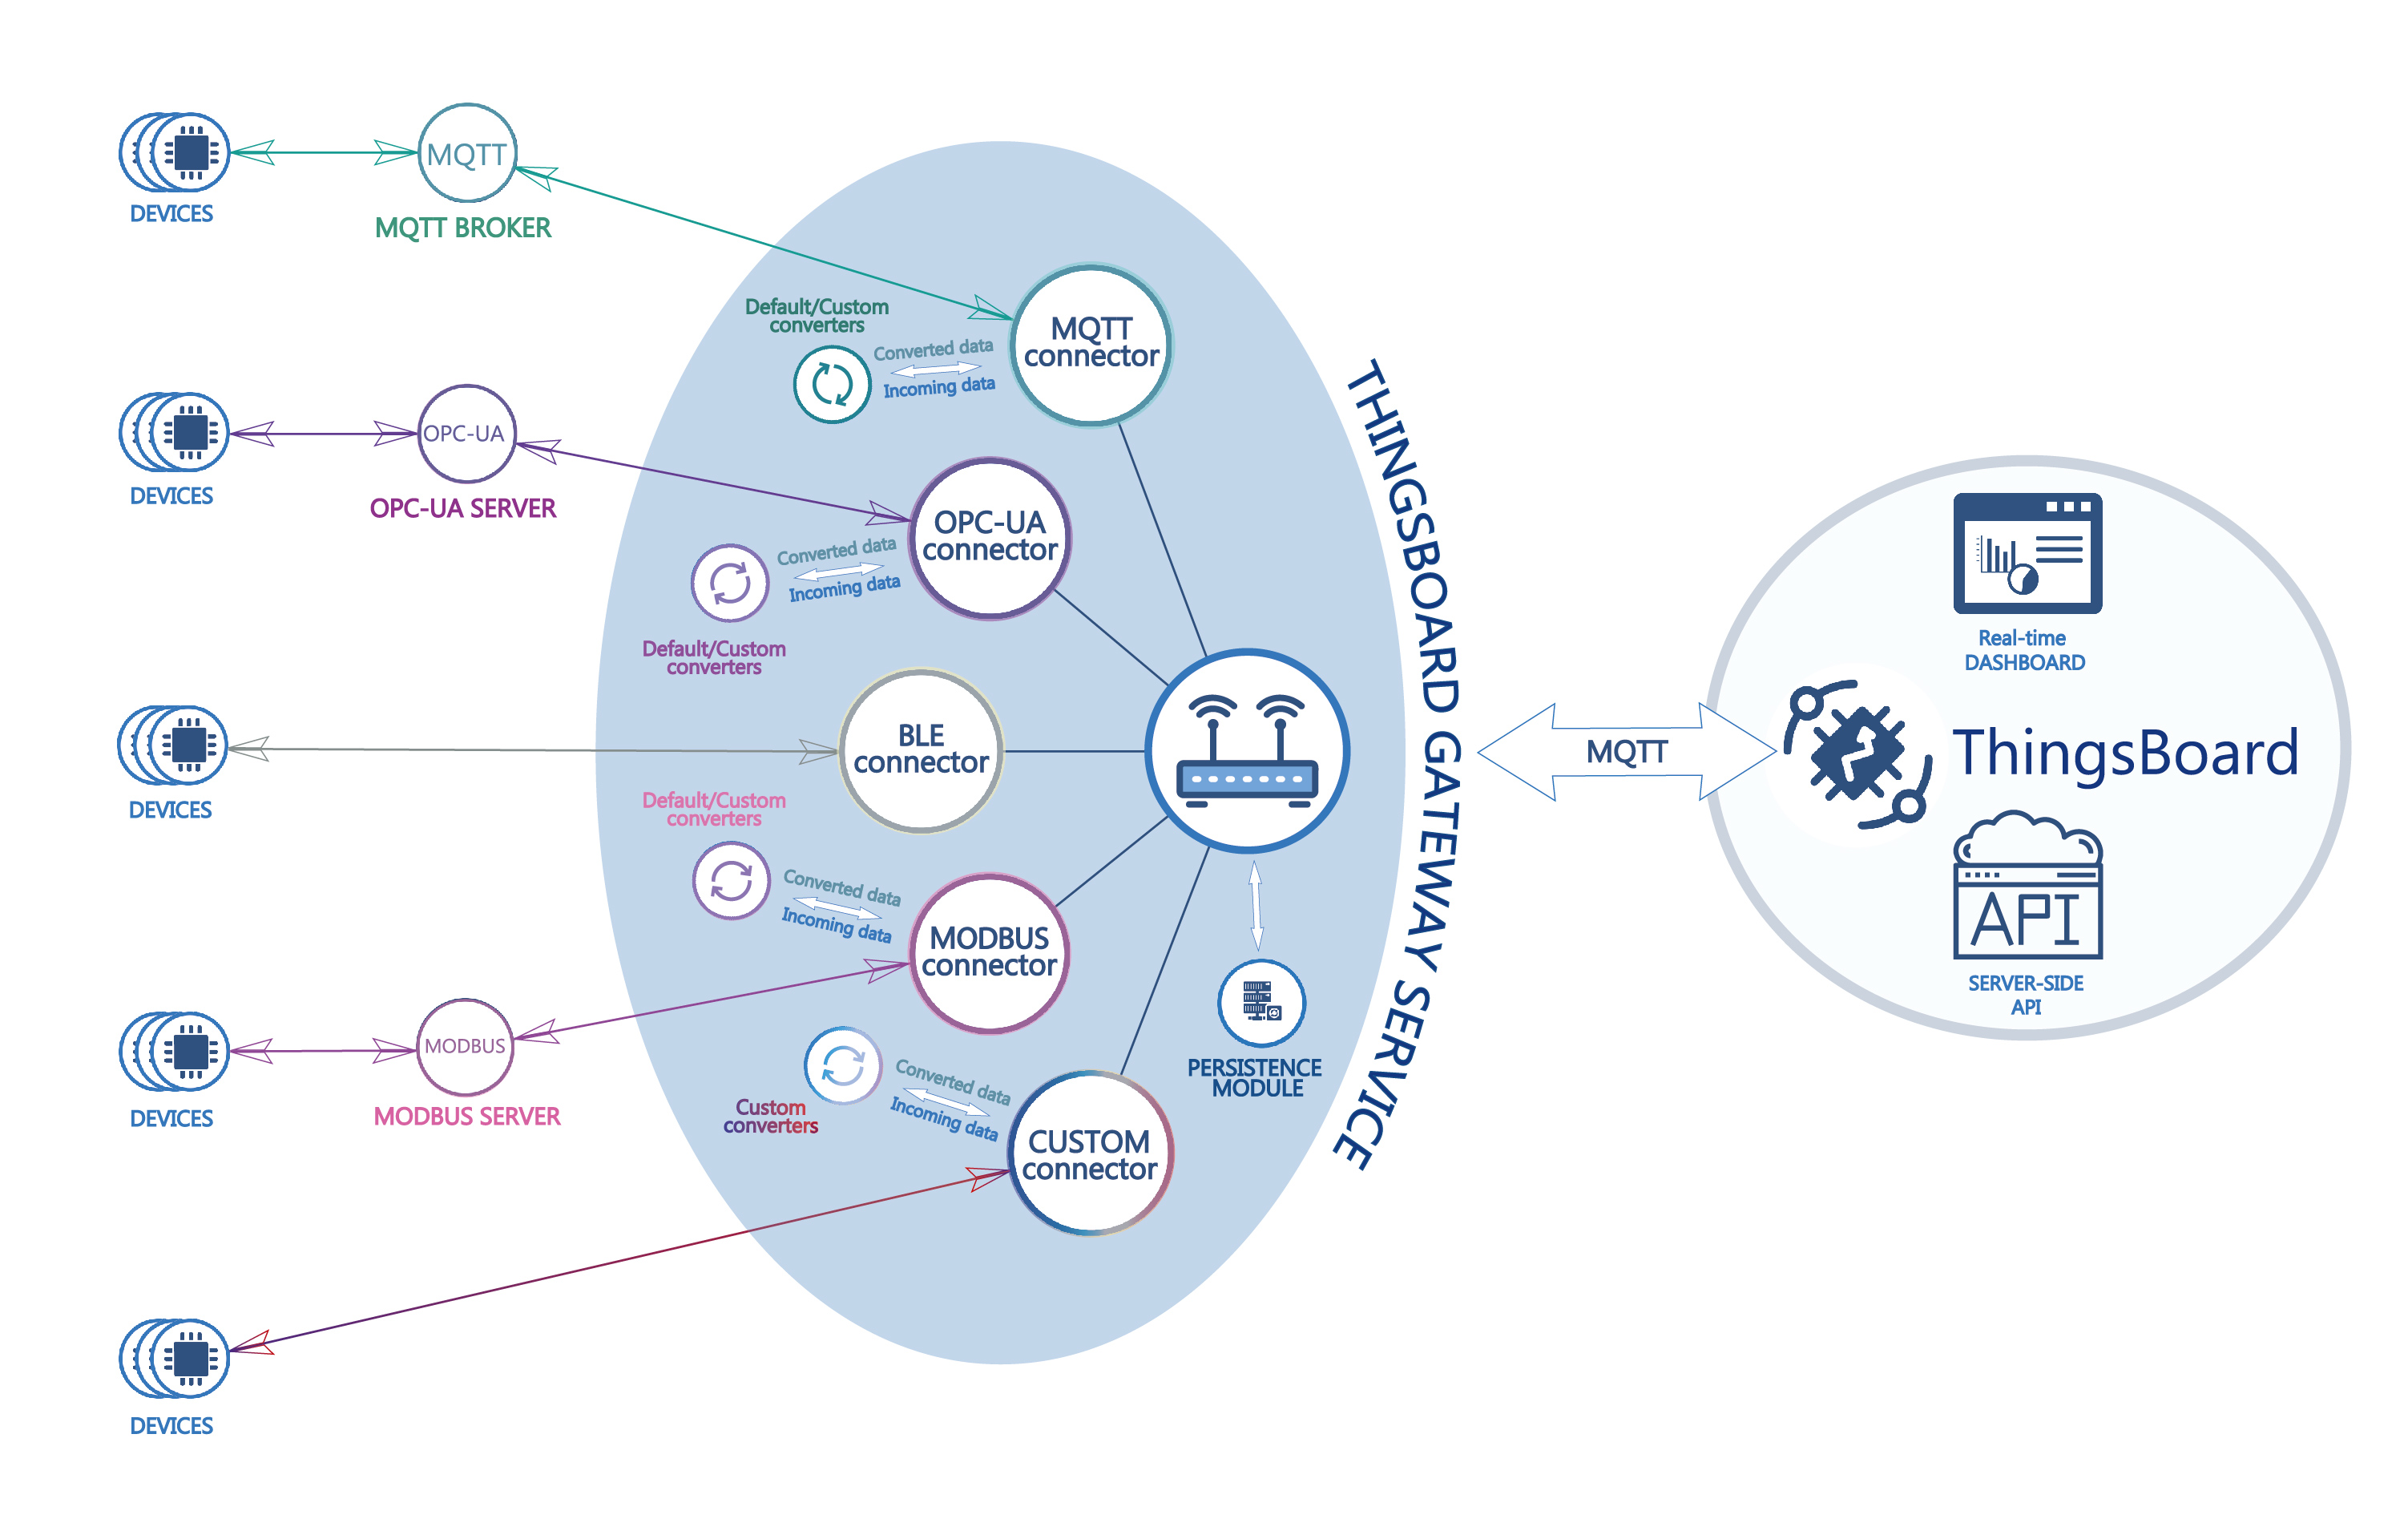 MQTT
DEVICES
MQTT BROKER
Default/Custom
converters
Converted data
Incoming data
MQTT
connector
OPC-UA
DEVICES
OPC-UA SERVER
OPC-UA
connector
Converted data
Incoming data
Default/Custom
converters
BLE
connector
DEVICES
Default/Custom
converters
Converted data
Incoming data
MODBUS
connector
MODBUS
DEVICES
MODBUS SERVER
Converted data
Incoming data
Custom
converters
CUSTOM
connector
DEVICES
PERSISTENCE
MODULE
THINGSBOARD GATEWAY SERVICE
MQTT
Real-time
DASHBOARD
ThingsBoard
API
SERVER-SIDE
API